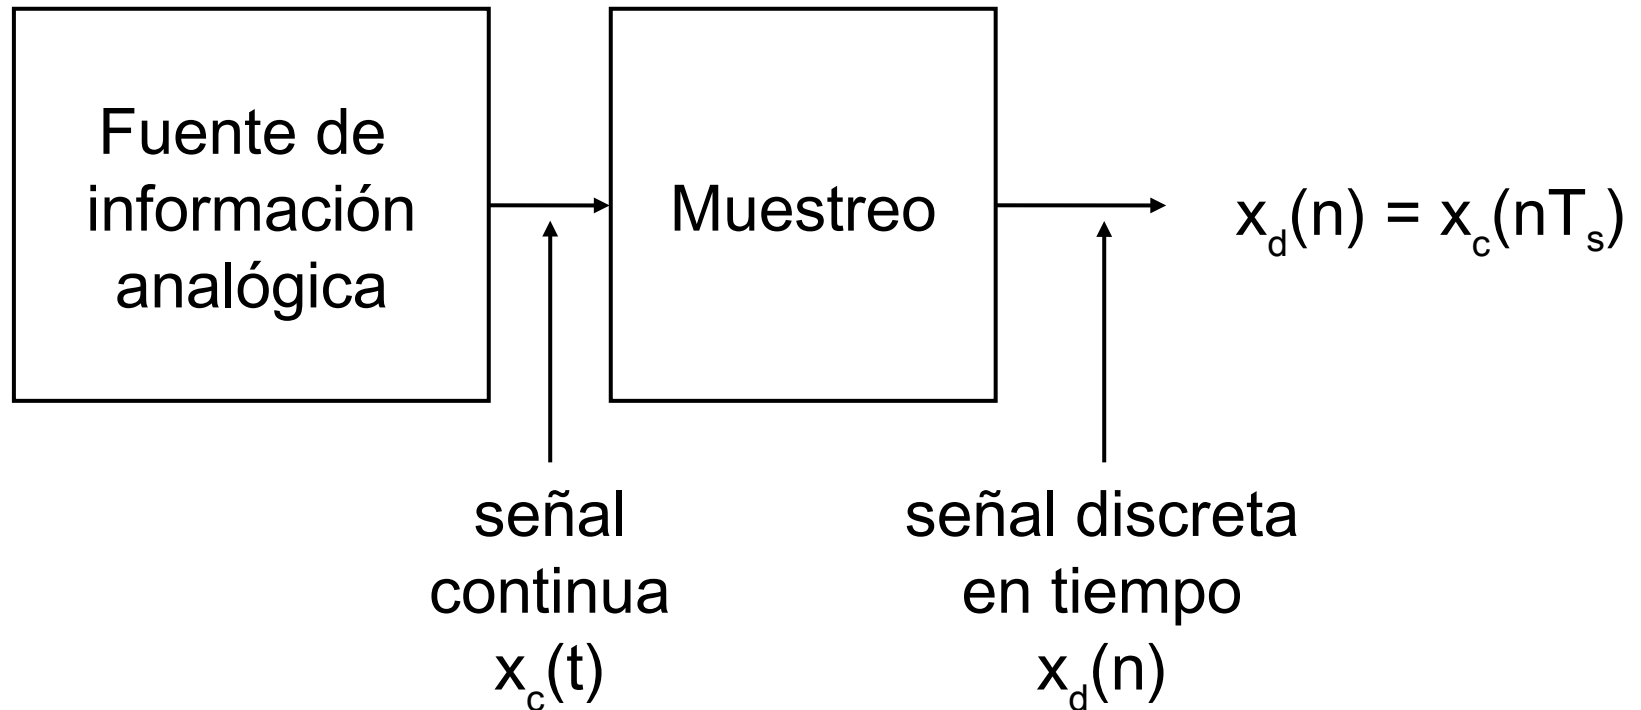 Fuente de
información
analógica
Muestreo
x_d(n) = x_c(nT_s)
señal
continua
x_c(t)
señal discreta
en tiempo
x_d(n)